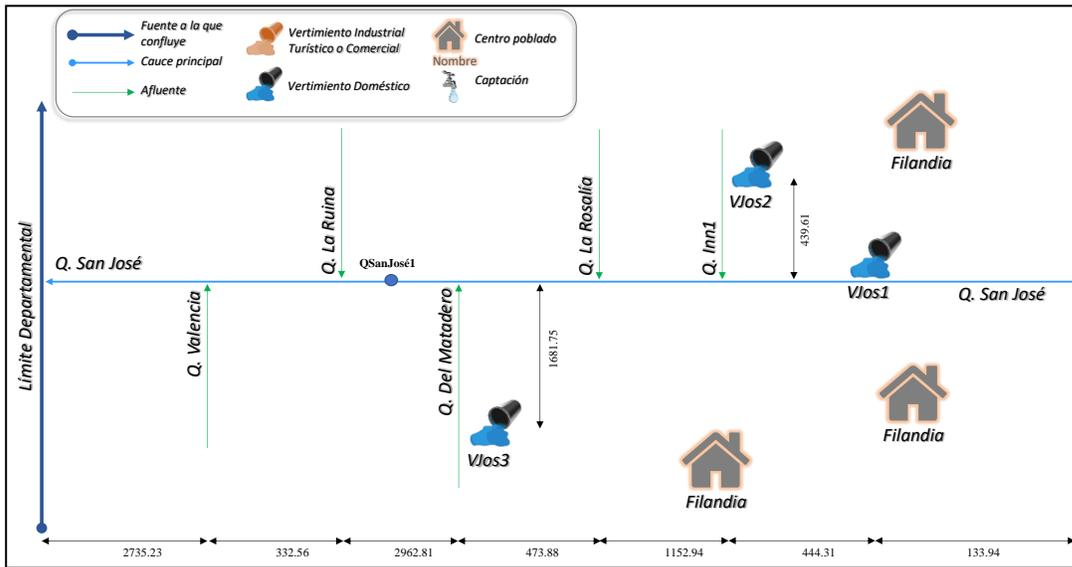 Fuente a la que
confluye
Cauce principal
Afluente
Vertimiento Industrial
Turístico o Comercial
Vertimiento Doméstico
Centro poblado
Nombre
Captación
Filandia
VJos2
439.61
Q. La Ruina
Q. La Rosalía
Q. Inn1
QSanJosé1
Q. San José
VJos1
Q. San José
Límite Departamental
Q. Valencia
Q. Del Matadero
1681.75
VJos3
Filandia
Filandia
2735.23
332.56
2962.81
473.88
1152.94
444.31
133.94